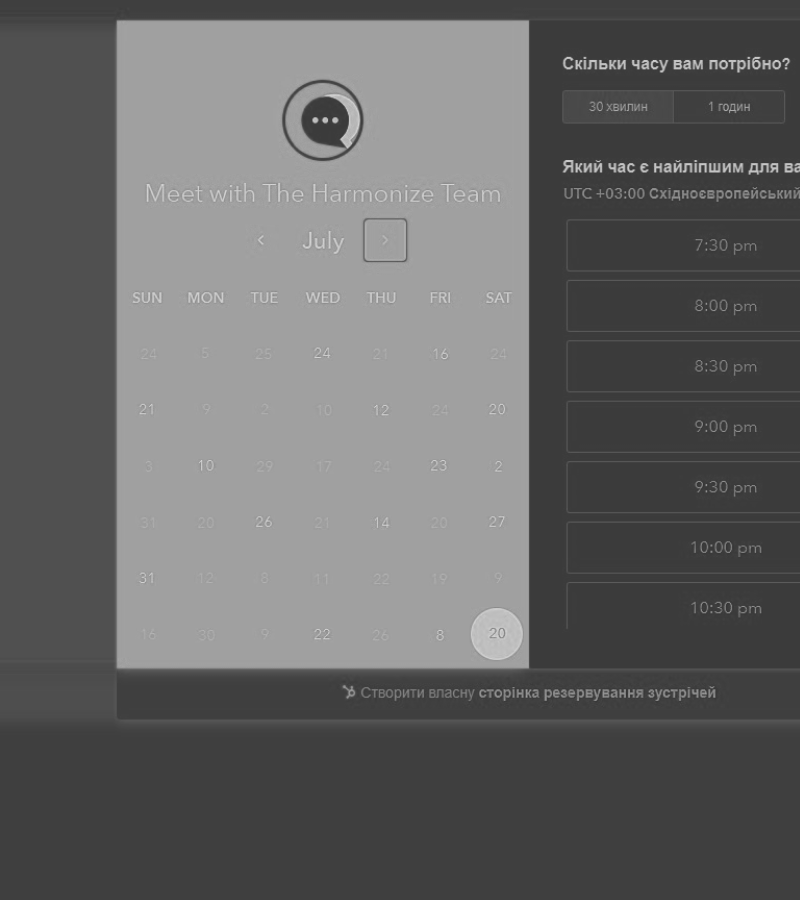 Meet with The Harmonize Team
July
SUN MON TUE WED THU FRI SAT
24 5 25 24 21 16 24
21 9 2 10 12 24 20
3 10 29 17 24 23 2
31 20 26 21 14 20 27
31 12 8 11 22 19 9
16 30 9 22 26 8 20
Скільки часу вам потрібно?
30 хвилин 1 годин
Який час є найліпшим для ва
UTC +03:00 Східноєвропейський
7:30 pm
8:00 pm
8:30 pm
9:00 pm
9:30 pm
10:00 pm
10:30 pm
Створити власну сторінка резервування зустрічей